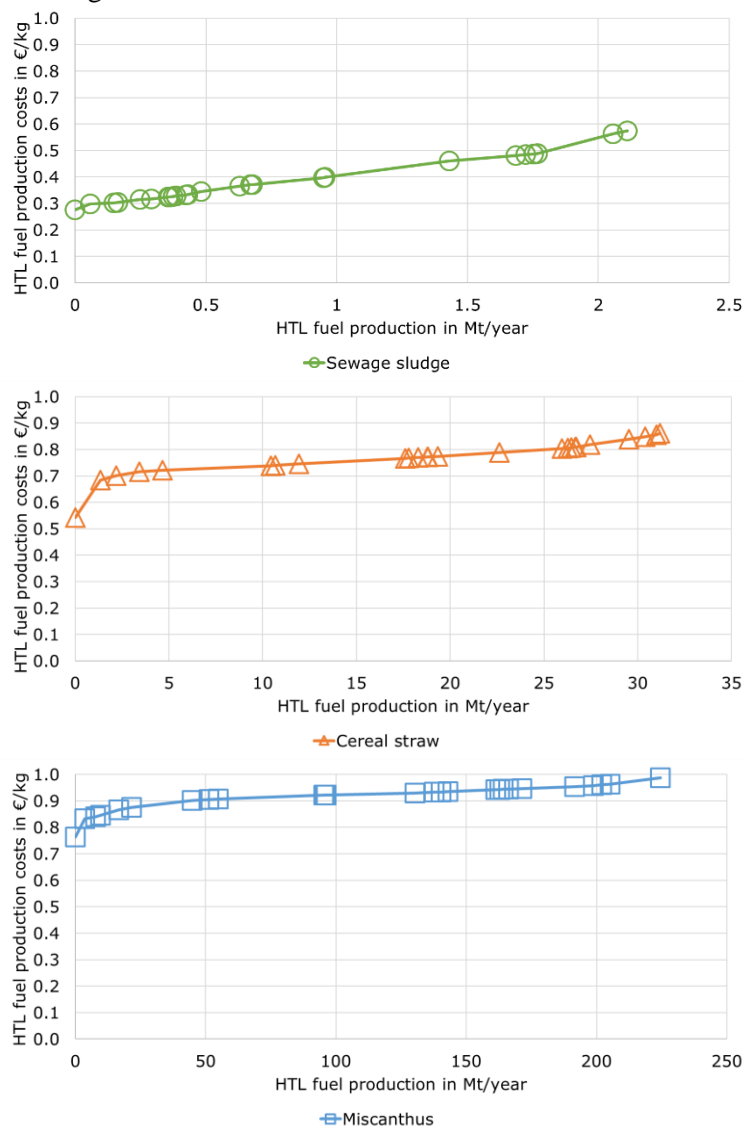 HTL fuel production costs in €/kg
1.0
0.9
0.8
0.7
0.6
0.5
0.4
0.3
0.2
0.1
0.0
0 0.5 1 1.5 2 2.5
HTL fuel production in Mt/year
Sewage sludge
HTL fuel production costs in €/kg
1.0
0.9
0.8
0.7
0.6
0.5
0.4
0.3
0.2
0.1
0.0
0 5 10 15 20 25 30 35
HTL fuel production in Mt/year
Cereal straw
HTL fuel production costs in €/kg
1.0
0.9
0.8
0.7
0.6
0.5
0.4
0.3
0.2
0.1
0.0
0 50 100 150 200 250
HTL fuel production in Mt/year
Miscanthus